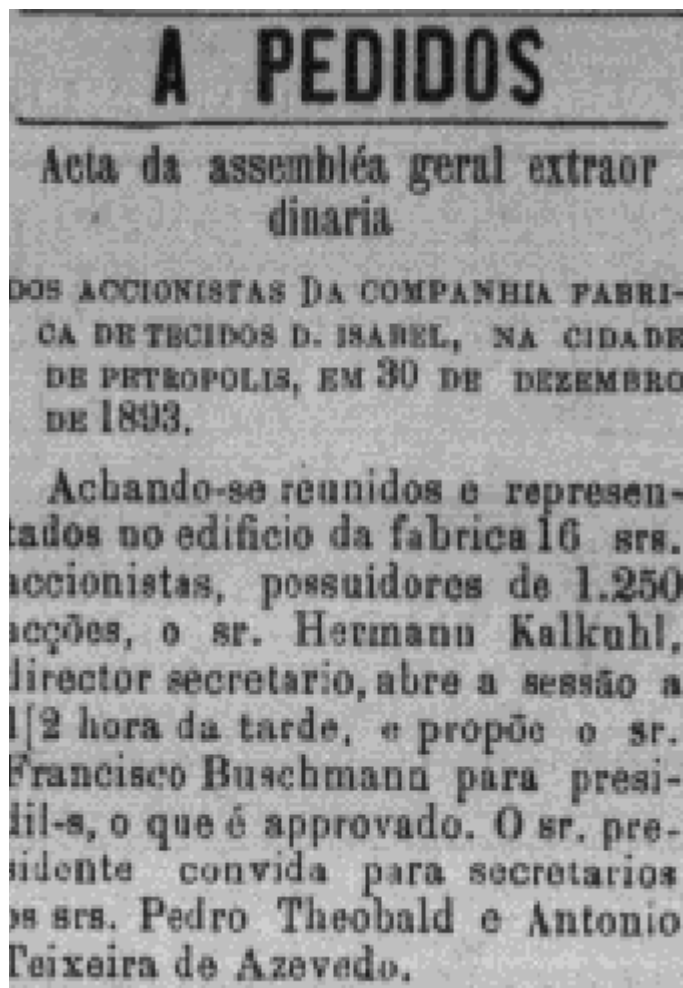 A PEDIDOS
Acta da assembléa geral extraor
dinaria
DOS ACCIONISTAS DA COMPANHIA FABRI-
CA DE TECIDOS D. ISABEL, NA CIDADE
DE PETROPOLIS, EM 30 DE DEZEMBRO
DE 1893.
Achando-se reunidos e represen-
tados no edificio da fabrica 16 srs.
accionistas, possuidores de 1.250
acções, o sr. Hermann Kalkuhl,
director secretario, abre a sessão a
1[2 hora da tarde, e propõe o sr.
Francisco Buschmann para presi-
dil-s, o que é approvado. O sr. pre-
sidente convida para secretarios
os srs. Pedro Theobald e Antonio
Teixeira de Azevedo.